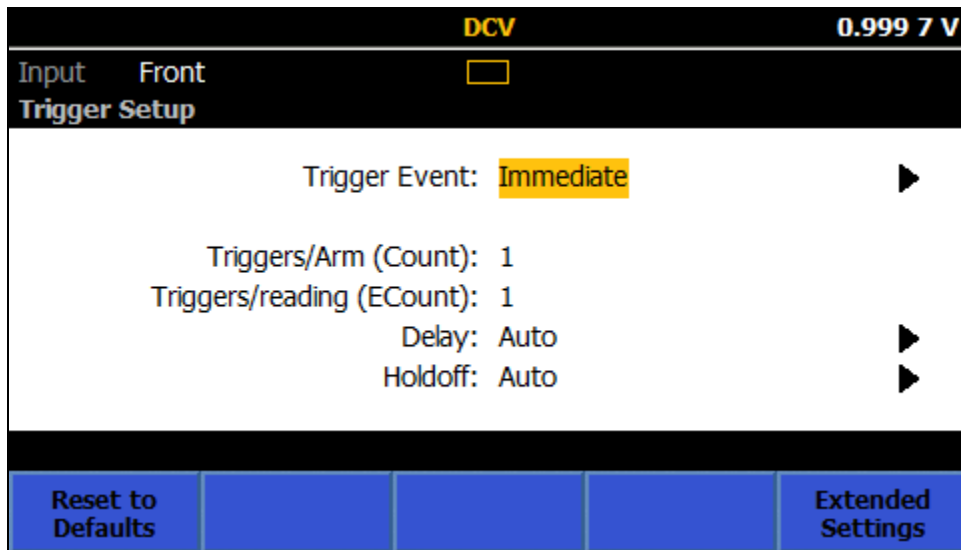 DCV 0.999 7 V
Input Front
Trigger Setup
Trigger Event: Immediate
Triggers/Arm (Count): 1
Triggers/reading (ECount): 1
Delay: Auto
Holdoff: Auto
Reset to Defaults Extended Settings